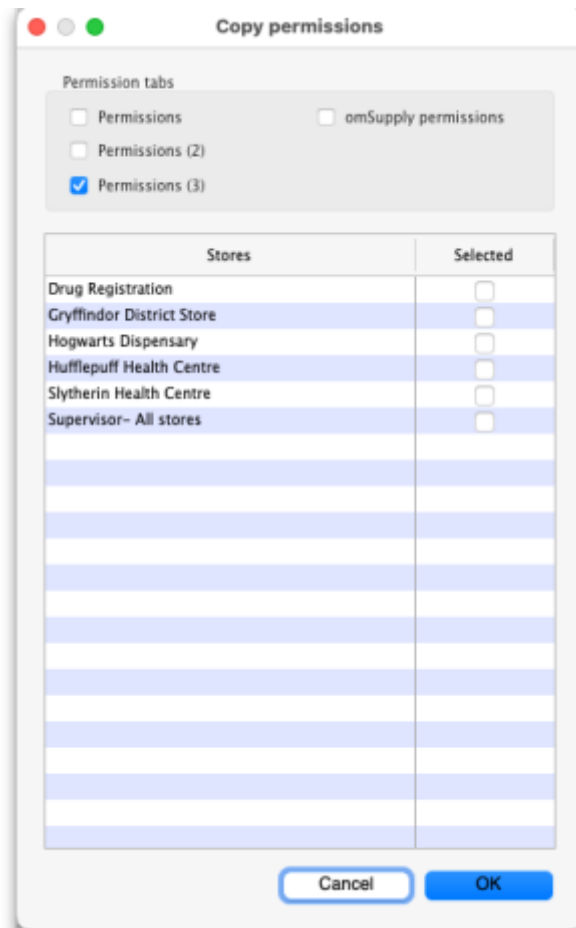 Copy permissions
Permission tabs
Permissions
omSupply permissions
Permissions (2)
Permissions (3)
Stores Selected
Drug Registration
Gryffindor District Store
Hogwarts Dispensary
Hufflepuff Health Centre
Slytherin Health Centre
Supervisor- All stores
Cancel OK